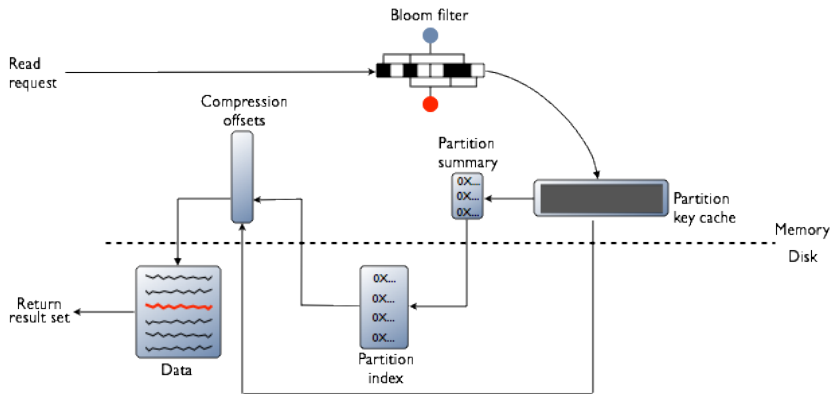 Bloom filter
Read
request
Compression
offsets
Partition
summary
0X...
0X...
0X...
Partition
key cache
Memory
Disk
0X...
0X...
0X...
0X...
Return
result set
Data
Partition
index